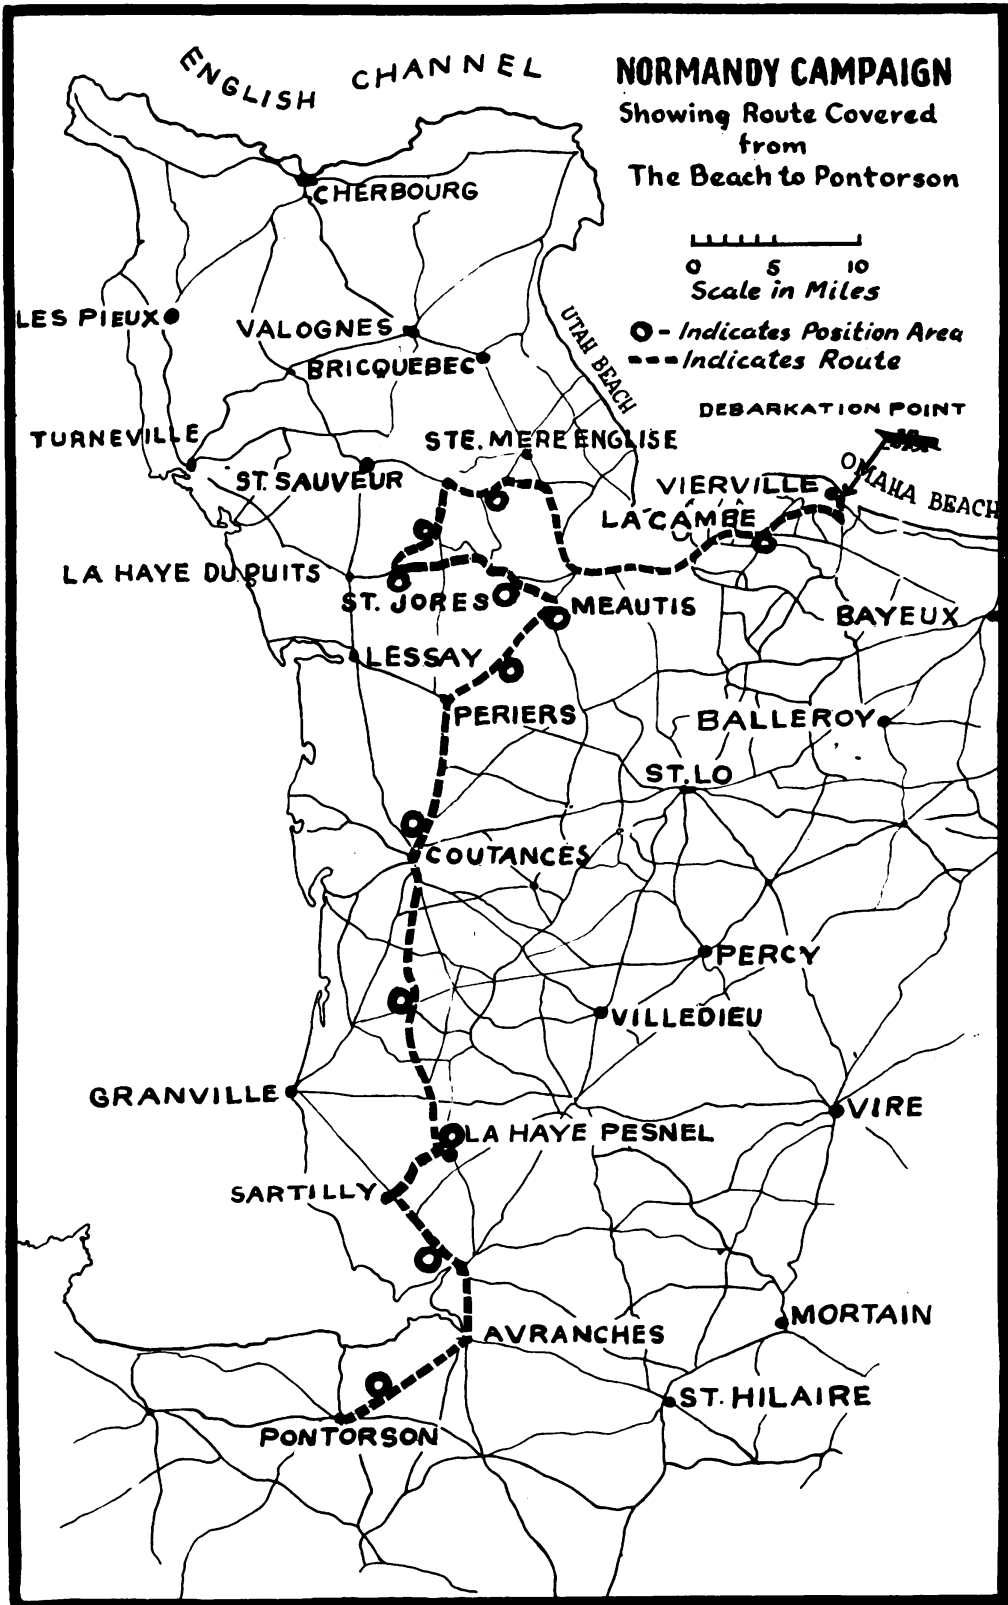 ENGLISH CHANNEL
NORMANDY CAMPAIGN
Showing Route Covered
from
The Beach to Pontorson
0 5 10
Scale in Miles
- Indicates Position Area
Indicates Route
DEBARKATION POINT
CHERBOURG
LES PIEUX
VALOGNES
BRICQUEBEC
UTAH BEACH
TURNEVILLE
STE. MERE ENGLISE
ST. SAUVEUR
VIERVILLE
OMAHA BEACH
LA CAMBE
LA HAYE DU PUITS
ST. JORES
MEAUTIS
BAYEUX
LESSAY
PERIERS
BALLEROY
ST. LO
COUTANCES
PERCY
VILLEDIEU
GRANVILLE
VIRE
LA HAYE PESNEL
SARTILLY
MORTAIN
AVRANCHES
ST. HILAIRE
PONTORSON